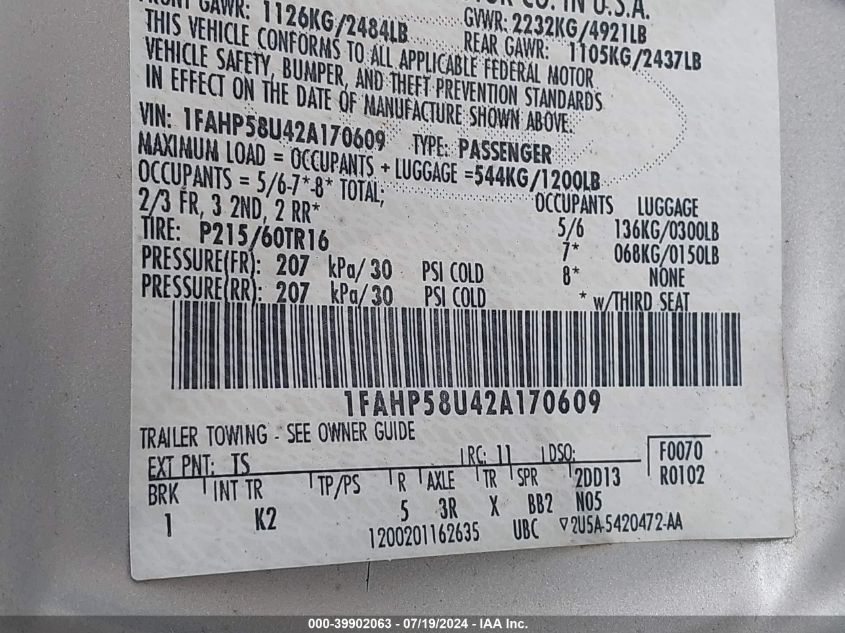 FRONT GAWR: 1126KG/2484LB GVWR: 2232KG/4921LB
CO. IN U.S.A.
REAR GAWR: 1105KG/2437LB
THIS VEHICLE CONFORMS TO ALL APPLICABLE FEDERAL MOTOR
VEHICLE SAFETY, BUMPER, AND THEFT PREVENTION STANDARDS
IN EFFECT ON THE DATE OF MANUFACTURE SHOWN ABOVE.
VIN: 1FAHP58U42A170609 TYPE: PASSENGER
MAXIMUM LOAD = OCCUPANTS + LUGGAGE =544KG/1200LB
OCCUPANTS = 5/6-7*-8* TOTAL; OCCUPANTS LUGGAGE
2/3 FR, 3 2ND, 2 RR* 5/6 136KG/0300LB
TIRE: P215/60TR16 7* 068KG/0150LB
PRESSURE(FR): 207 kPa/30 PSI COLD 8* NONE
PRESSURE(RR): 207 kPa/30 PSI COLD * w/THIRD SEAT
1FAHP58U42A170609
TRAILER TOWING - SEE OWNER GUIDE
EXT PNT: TS RC: 11 DSO: F0070
BRK INT TR TP/PS R AXLE TR SPR 2DD13 R0102
1 K2 5 3R X BB2 N05
1200201162635 UBC ▽2U5A-5420472-AA
000-39902063 - 07/19/2024 - IAA Inc.